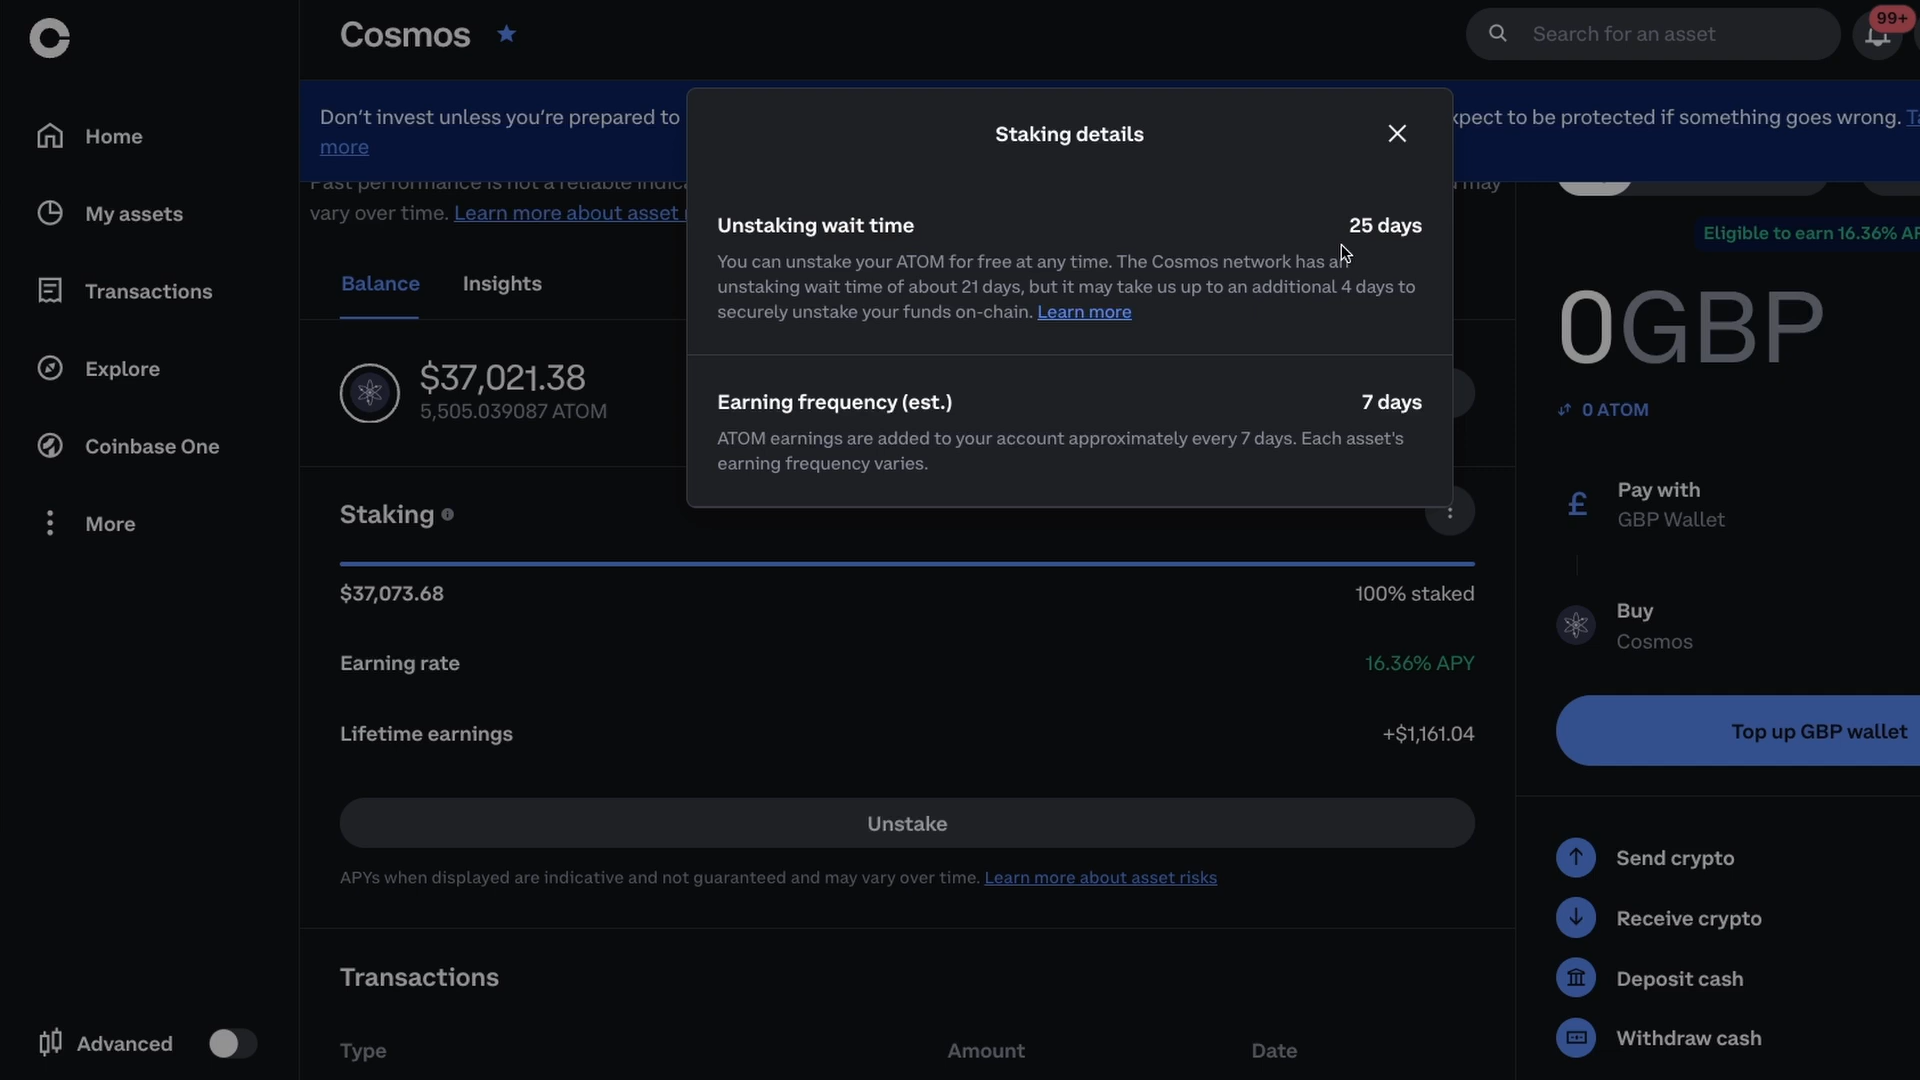 Cosmos
Search for an asset
99+
Home
My assets
Transactions
Explore
Coinbase One
More
Advanced
Don't invest unless you're prepared to
xpect to be protected if something goes wrong.
more
Past performance is not a reliable indic
may
vary over time. Learn more about asset
Balance
Insights
$37,021.38
5,505.039087 ATOM
Staking details
Unstaking wait time
25 days
You can unstake your ATOM for free at any time. The Cosmos network has an
unstaking wait time of about 21 days, but it may take us up to an additional 4 days to
securely unstake your funds on-chain. Learn more
Earning frequency (est.)
7 days
ATOM earnings are added to your account approximately every 7 days. Each asset's
earning frequency varies.
Staking
$37,073.68
100% staked
Earning rate
16.36% APY
Lifetime earnings
+$1,161.04
Unstake
APYs when displayed are indicative and not guaranteed and may vary over time. Learn more about asset risks
Transactions
Type
Amount
Date
Eligible to earn 16.36% AP
0GBP
0 ATOM
£
Pay with
GBP Wallet
Buy
Cosmos
Top up GBP wallet
Send crypto
Receive crypto
Deposit cash
Withdraw cash